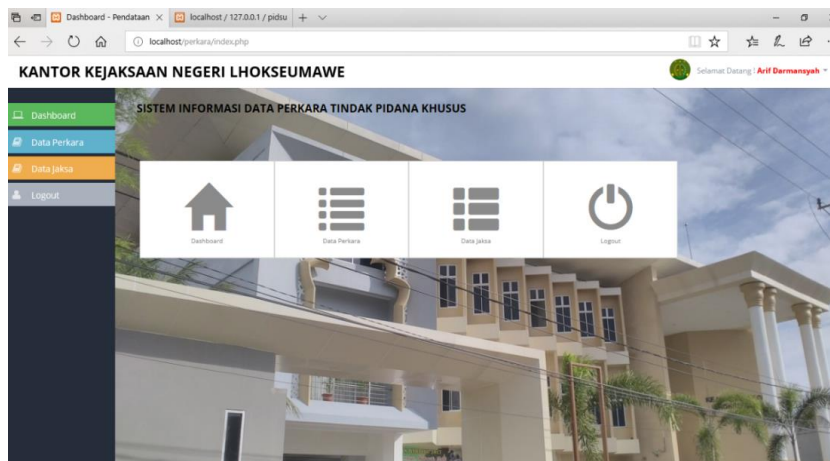 Dashboard - Pendataan
localhost / 127.0.0.1 / pidsu
localhost/perkara/index.php
KANTOR KEJAKSAAN NEGERI LHOKSEUMAWE
Selamat Datang : Arif Darmansyah
SISTEM INFORMASI DATA PERKARA TINDAK PIDANA KHUSUS
Dashboard
Data Perkara
Data Jaksa
Logout
Dashboard
Data Perkara
Data Jaksa
Logout